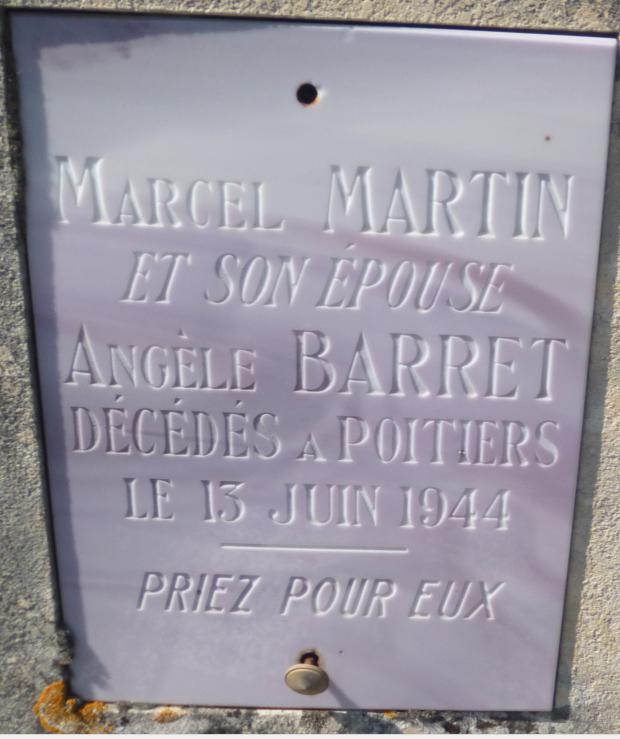 MARCEL MARTIN
ET SON ÉPOUSE
ANGÈLE BARRET
DÉCÉDÉS A POITIERS
LE 13 JUIN 1944
PRIEZ POUR EUX